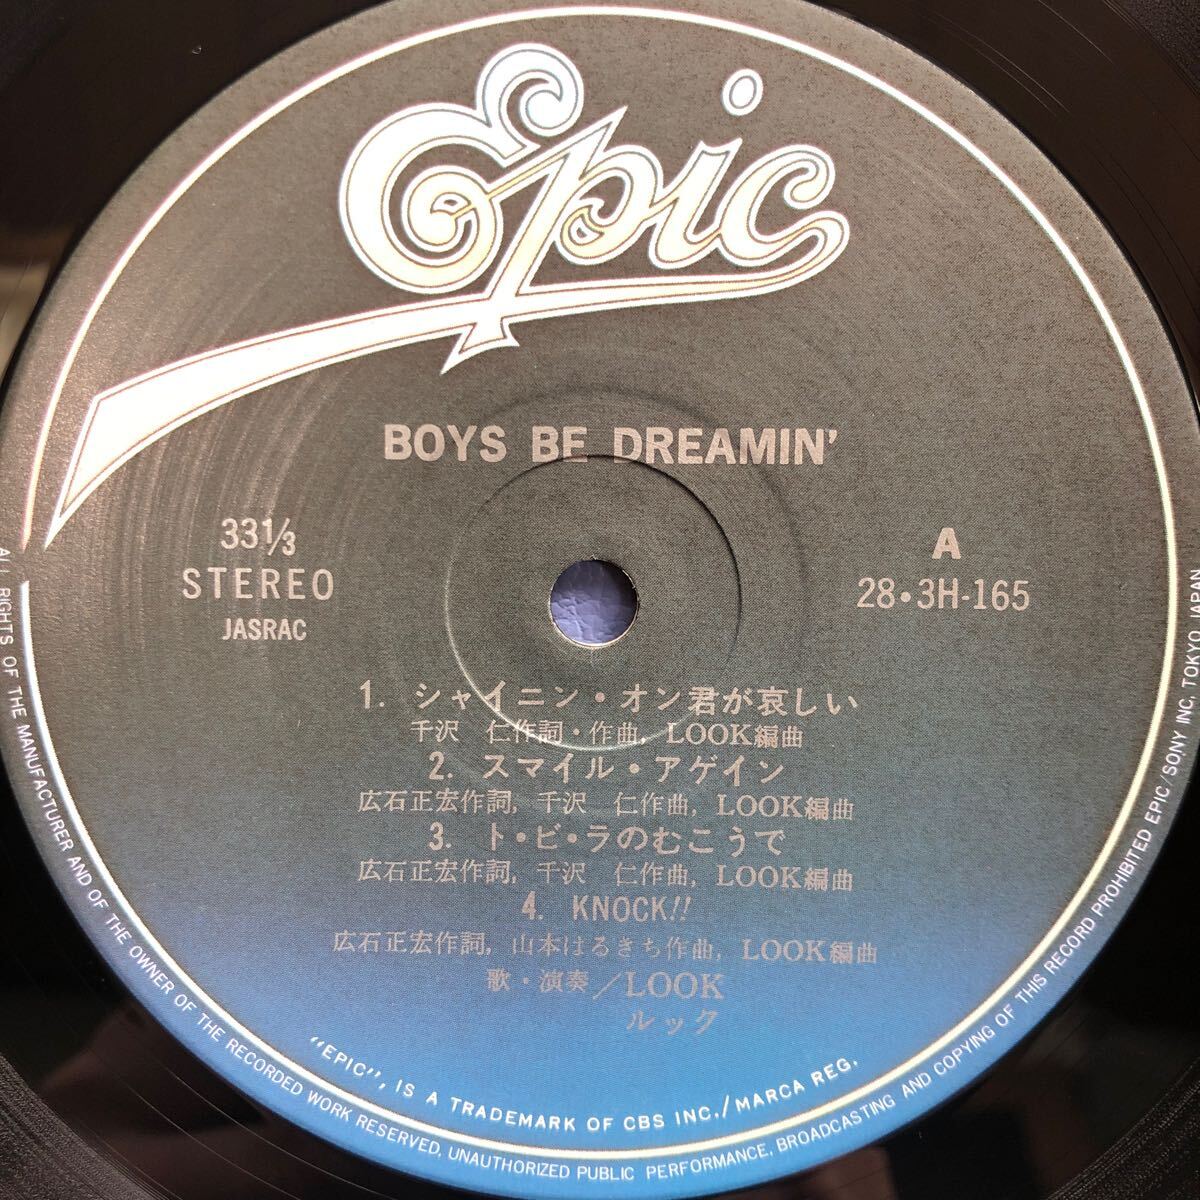 Epic
BOYS BE DREAMIN'
33⅓
STEREO
JASRAC
A
28•3H-165
1. シャイニン・オン君が哀しい
千沢 仁作詞・作曲, LOOK編曲
2. スマイル・アゲイン
広石正宏作詞, 千沢 仁作曲, LOOK編曲
3. ト・ビ・ラのむこうで
広石正宏作詞, 千沢 仁作曲, LOOK編曲
4. KNOCK!!
広石正宏作詞, 山本はるきち作曲, LOOK編曲
歌・演奏/LOOK
ルック
"EPIC", IS A TRADEMARK OF CBS INC./MARCA REG.
ALL RIGHTS OF THE MANUFACTURER AND OF THE OWNER OF THE RECORDED WORK RESERVED, UNAUTHORIZED PUBLIC PERFORMANCE, BROADCASTING AND COPYING OF THIS RECORD PROHIBITED EPIC/SONY INC. TOKYO JAPAN